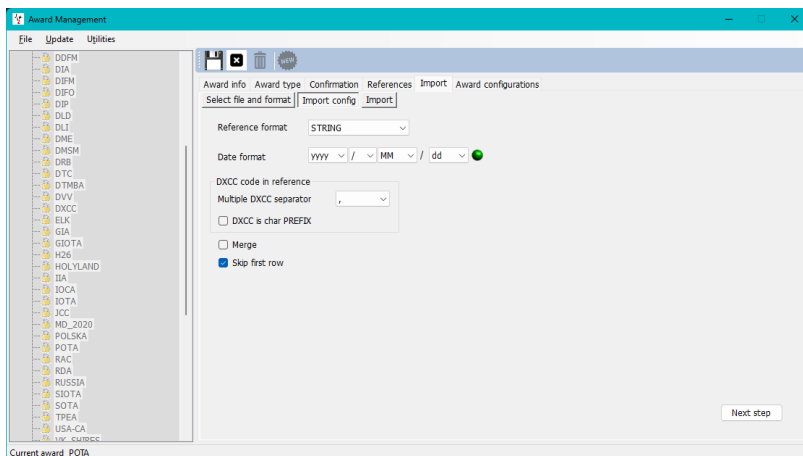 Award Management
File Update Utilities
DDFM
DIA
DIFM
DIFO
DIP
DLD
DLI
DME
DMSM
DRB
DTC
DTMBA
DVV
DXCC
ELK
GIA
GIOTA
H26
HOLYLAND
IIA
IOCA
IOTA
JCC
MD_2020
POLSKA
POTA
RAC
RDA
RUSSIA
SIOTA
SOTA
TPEA
USA-CA
VK_SHIRES
NEW
Award info Award type Confirmation References Import Award configurations
Select file and format Import config Import
Reference format STRING
Date format yyyy / MM / dd
DXCC code in reference
Multiple DXCC separator ,
DXCC is char PREFIX
Merge
Skip first row
Next step
Current award POTA